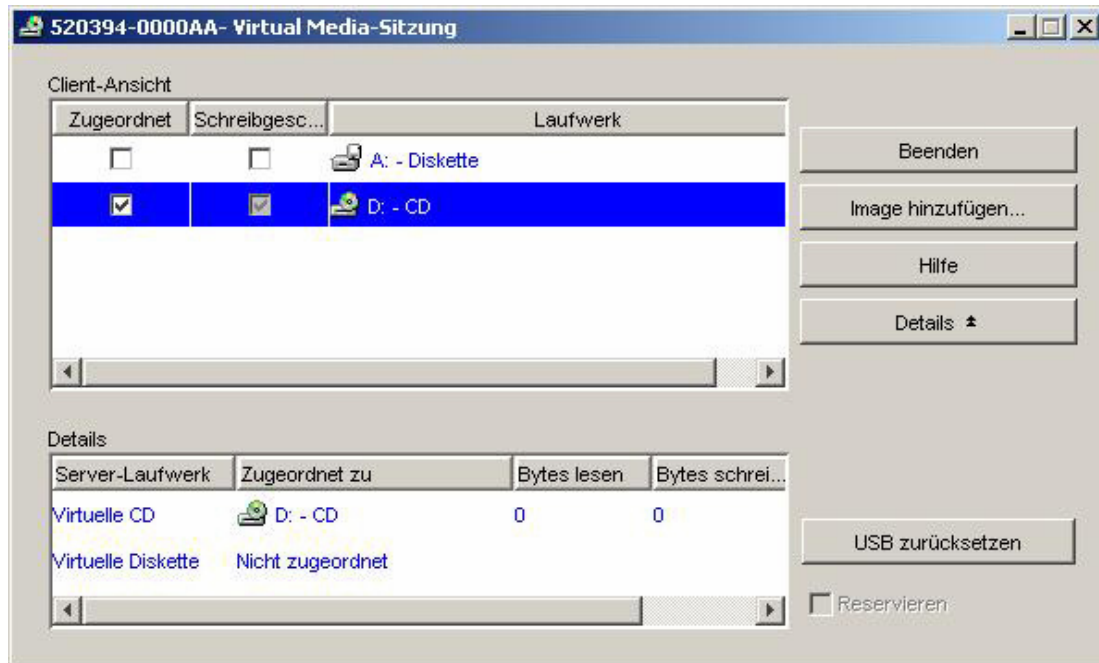 520394-0000AA- Virtual Media-Sitzung
Client-Ansicht
Zugeordnet Schreibgesc... Laufwerk
A: - Diskette
D: - CD
Beenden
Image hinzufügen...
Hilfe
Details
Details
Server-Laufwerk Zugeordnet zu Bytes lesen Bytes schrei...
Virtuelle CD D: - CD 0 0
Virtuelle Diskette Nicht zugeordnet
USB zurücksetzen
Reservieren